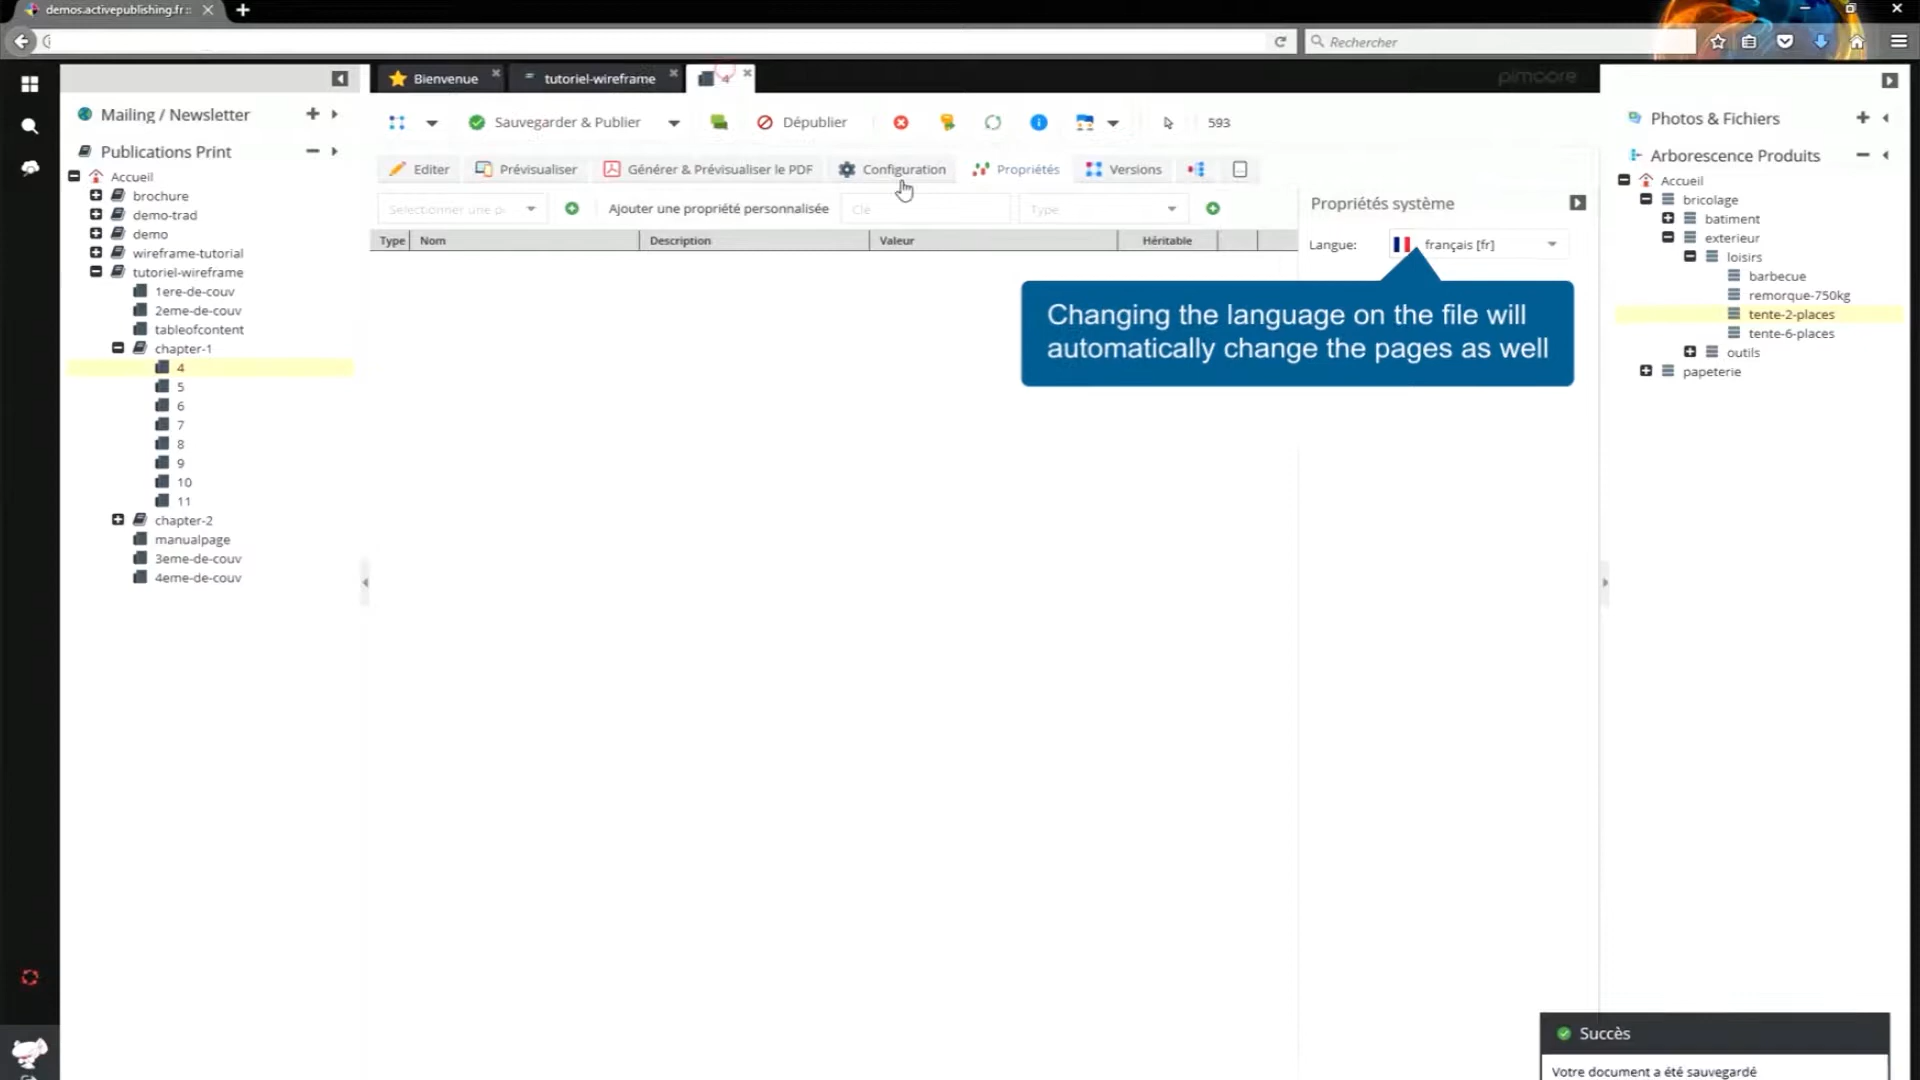 demos.activepublishing.fr ::
Rechercher
Bienvenue
tutoriel-wireframe
4
pimcore
Mailing / Newsletter
Publications Print
Accueil
brochure
demo-trad
demo
wireframe-tutorial
tutoriel-wireframe
1ere-de-couv
2eme-de-couv
tableofcontent
chapter-1
4
5
6
7
8
9
10
11
chapter-2
manualpage
3eme-de-couv
4eme-de-couv
Sauvegarder & Publier
Dépublier
593
Editer
Prévisualiser
Générer & Prévisualiser le PDF
Configuration
Propriétés
Versions
Selectionner une p
Ajouter une propriété personnalisée
Clé
Type
Type Nom Description Valeur Héritable
Propriétés système
Langue: français [fr]
Changing the language on the file will
automatically change the pages as well
Photos & Fichiers
Arborescence Produits
Accueil
bricolage
batiment
exterieur
loisirs
barbecue
remorque-750kg
tente-2-places
tente-6-places
outils
papeterie
Succès
Votre document a été sauvegardé